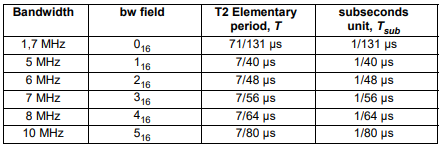 Bandwidth bw field T2 Elementary period, T subseconds unit, Tsub
1,7 MHz 0₁₆ 71/131 µs 1/131 µs
5 MHz 1₁₆ 7/40 µs 1/40 µs
6 MHz 2₁₆ 7/48 µs 1/48 µs
7 MHz 3₁₆ 7/56 µs 1/56 µs
8 MHz 4₁₆ 7/64 µs 1/64 µs
10 MHz 5₁₆ 7/80 µs 1/80 µs